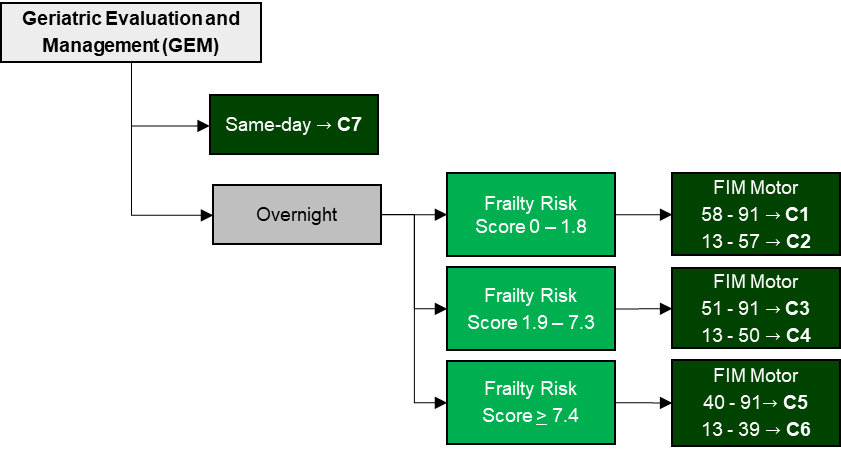 Geriatric Evaluation and
Management (GEM)
Same-day → C7
Overnight
Frailty Risk
Score 0 – 1.8
FIM Motor
58 - 91 → C1
13 - 57 → C2
Frailty Risk
Score 1.9 – 7.3
FIM Motor
51 - 91 → C3
13 - 50 → C4
Frailty Risk
Score ≥ 7.4
FIM Motor
40 - 91→ C5
13 - 39 → C6